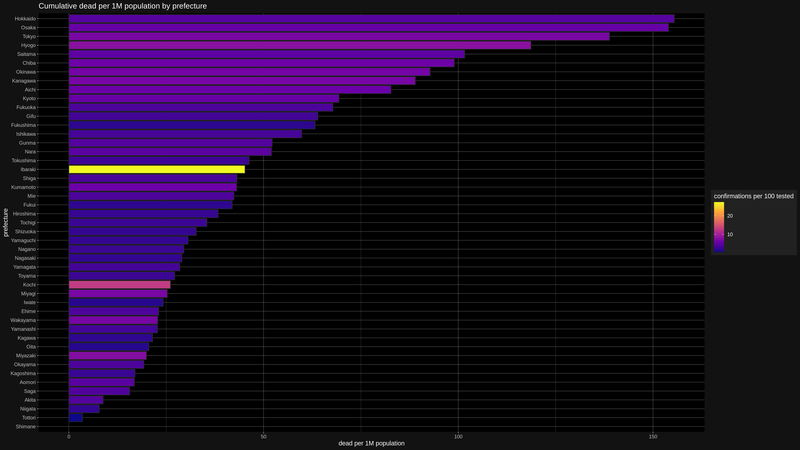 Cumulative dead per 1M population by prefecture
prefecture
Hokkaido
Osaka
Tokyo
Hyogo
Saitama
Chiba
Okinawa
Kanagawa
Aichi
Kyoto
Fukuoka
Gifu
Fukushima
Ishikawa
Gunma
Nara
Tokushima
Ibaraki
Shiga
Kumamoto
Mie
Fukui
Hiroshima
Tochigi
Shizuoka
Yamaguchi
Nagano
Nagasaki
Yamagata
Toyama
Kochi
Miyagi
Iwate
Ehime
Wakayama
Yamanashi
Kagawa
Oita
Miyazaki
Okayama
Kagoshima
Aomori
Saga
Akita
Niigata
Tottori
Shimane
0 50 100 150
dead per 1M population
confirmations per 100 tested
20
10